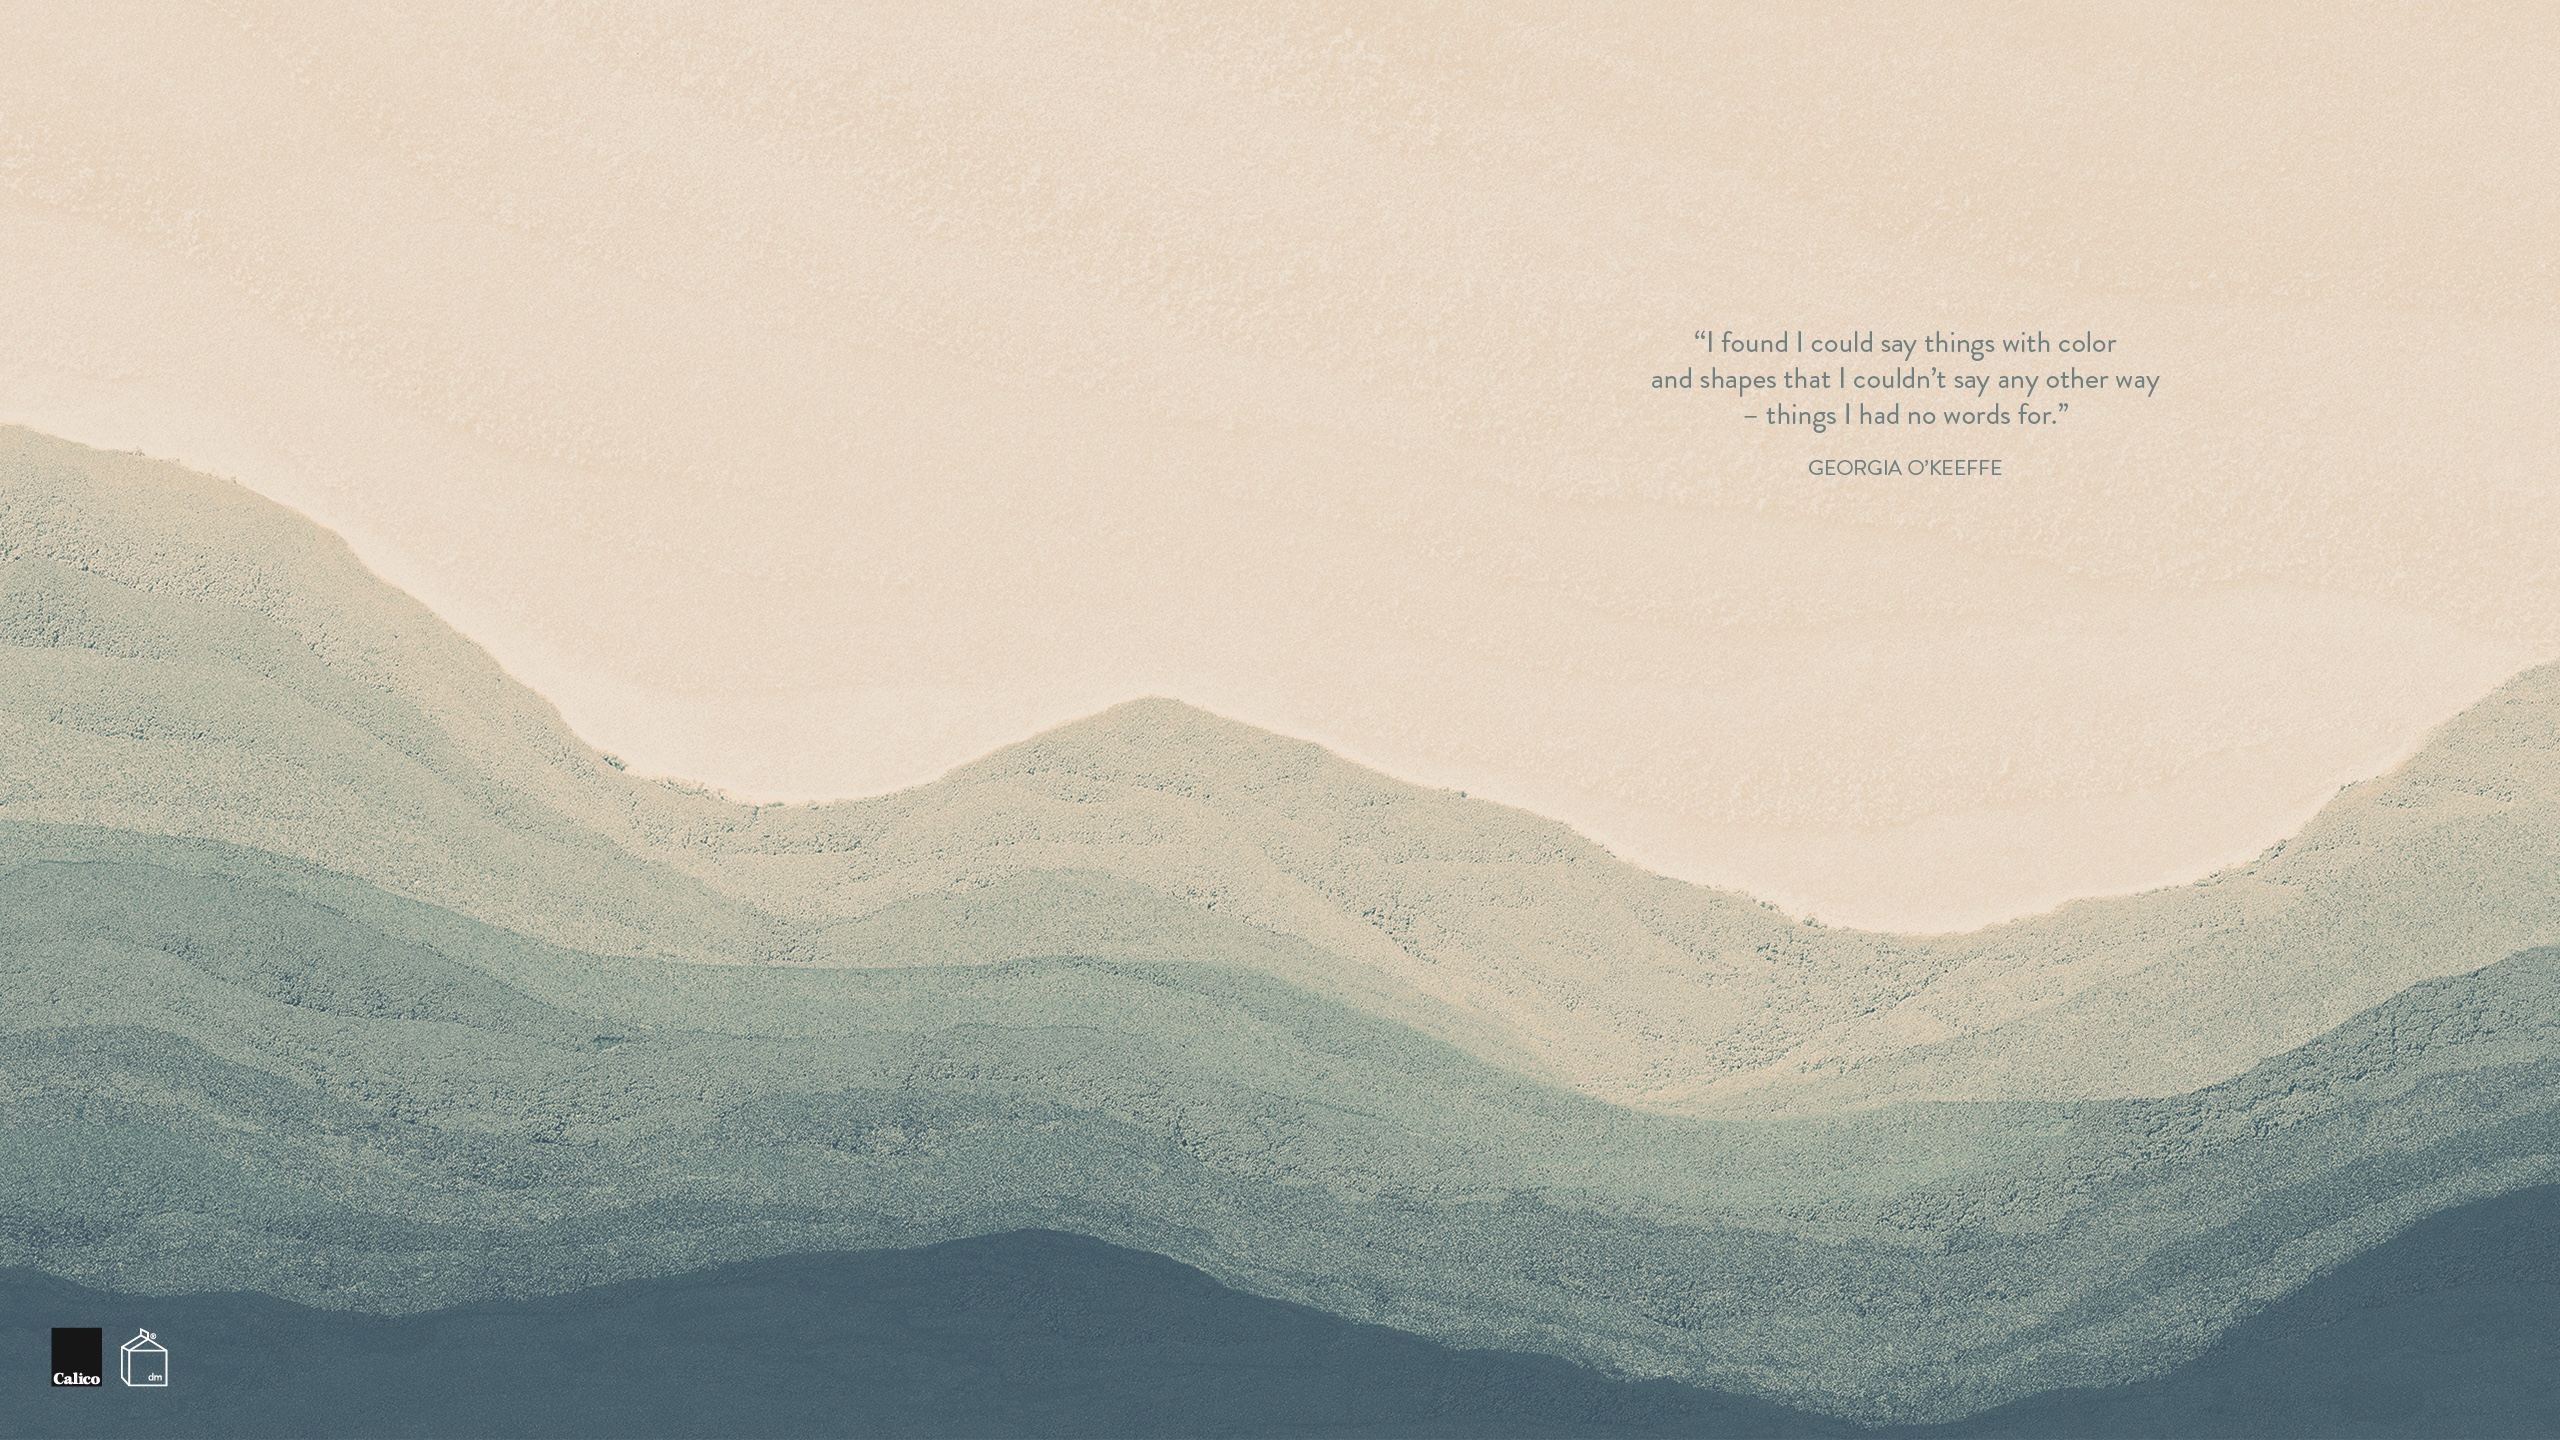 “I found I could say things with color
and shapes that I couldn’t say any other way
– things I had no words for.”
GEORGIA O’KEEFFE
Calico
dm